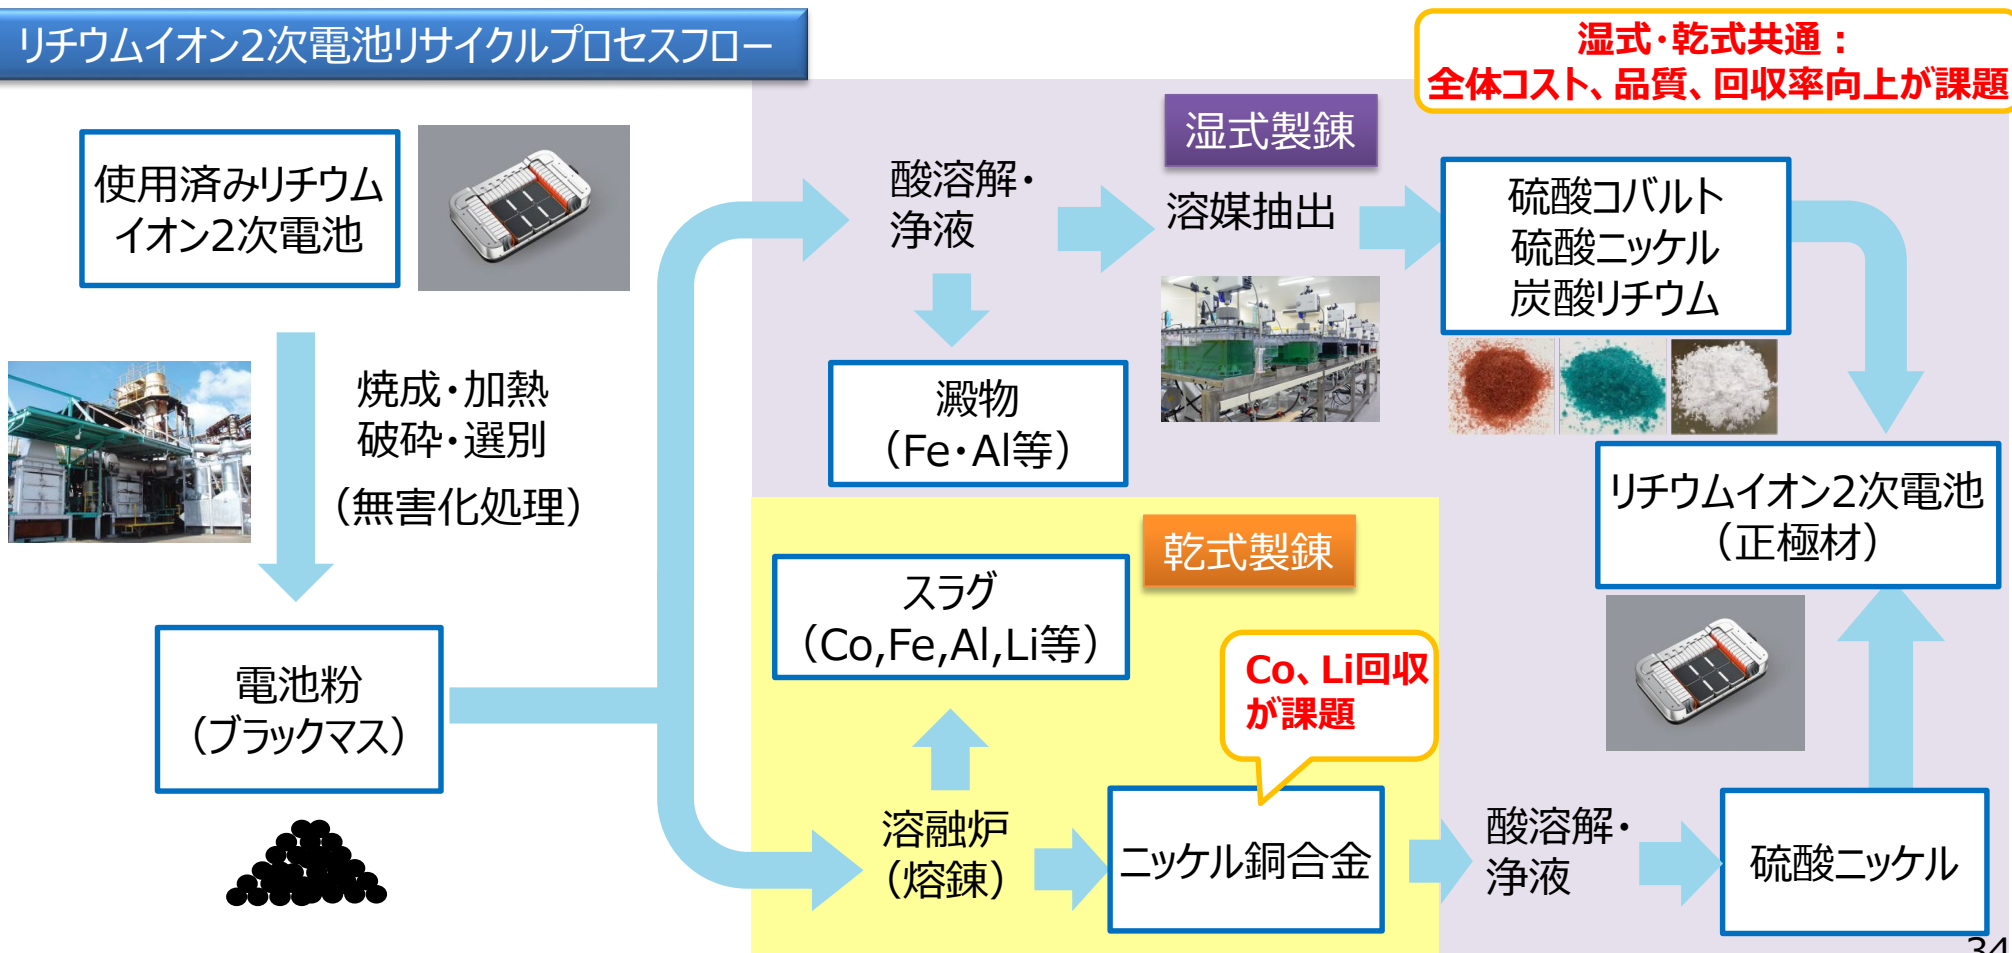 リチウムイオン2次電池リサイクルプロセスフロー
湿式・乾式共通：
全体コスト、品質、回収率向上が課題
使用済みリチウム
イオン2次電池
焼成・加熱
破砕・選別
（無害化処理）
電池粉
（ブラックマス）
湿式製錬
酸溶解・
浄液
溶媒抽出
硫酸コバルト
硫酸ニッケル
炭酸リチウム
澱物
（Fe・Al等）
リチウムイオン2次電池
（正極材）
乾式製錬
スラグ
（Co,Fe,Al,Li等）
Co、Li回収
が課題
溶融炉
（熔錬）
ニッケル銅合金
酸溶解・
浄液
硫酸ニッケル
34